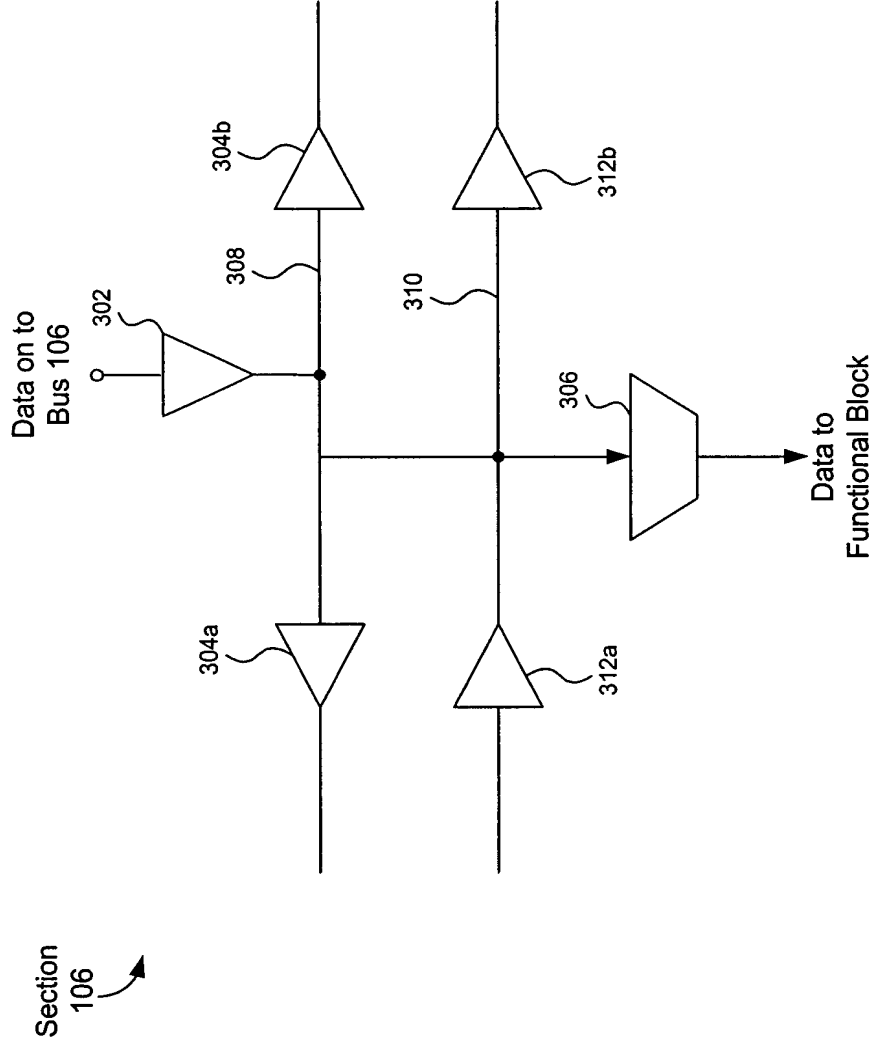 Data on to
Bus 106
302
304b
308
304a
312b
310
312a
306
Data to
Functional Block
Section
106